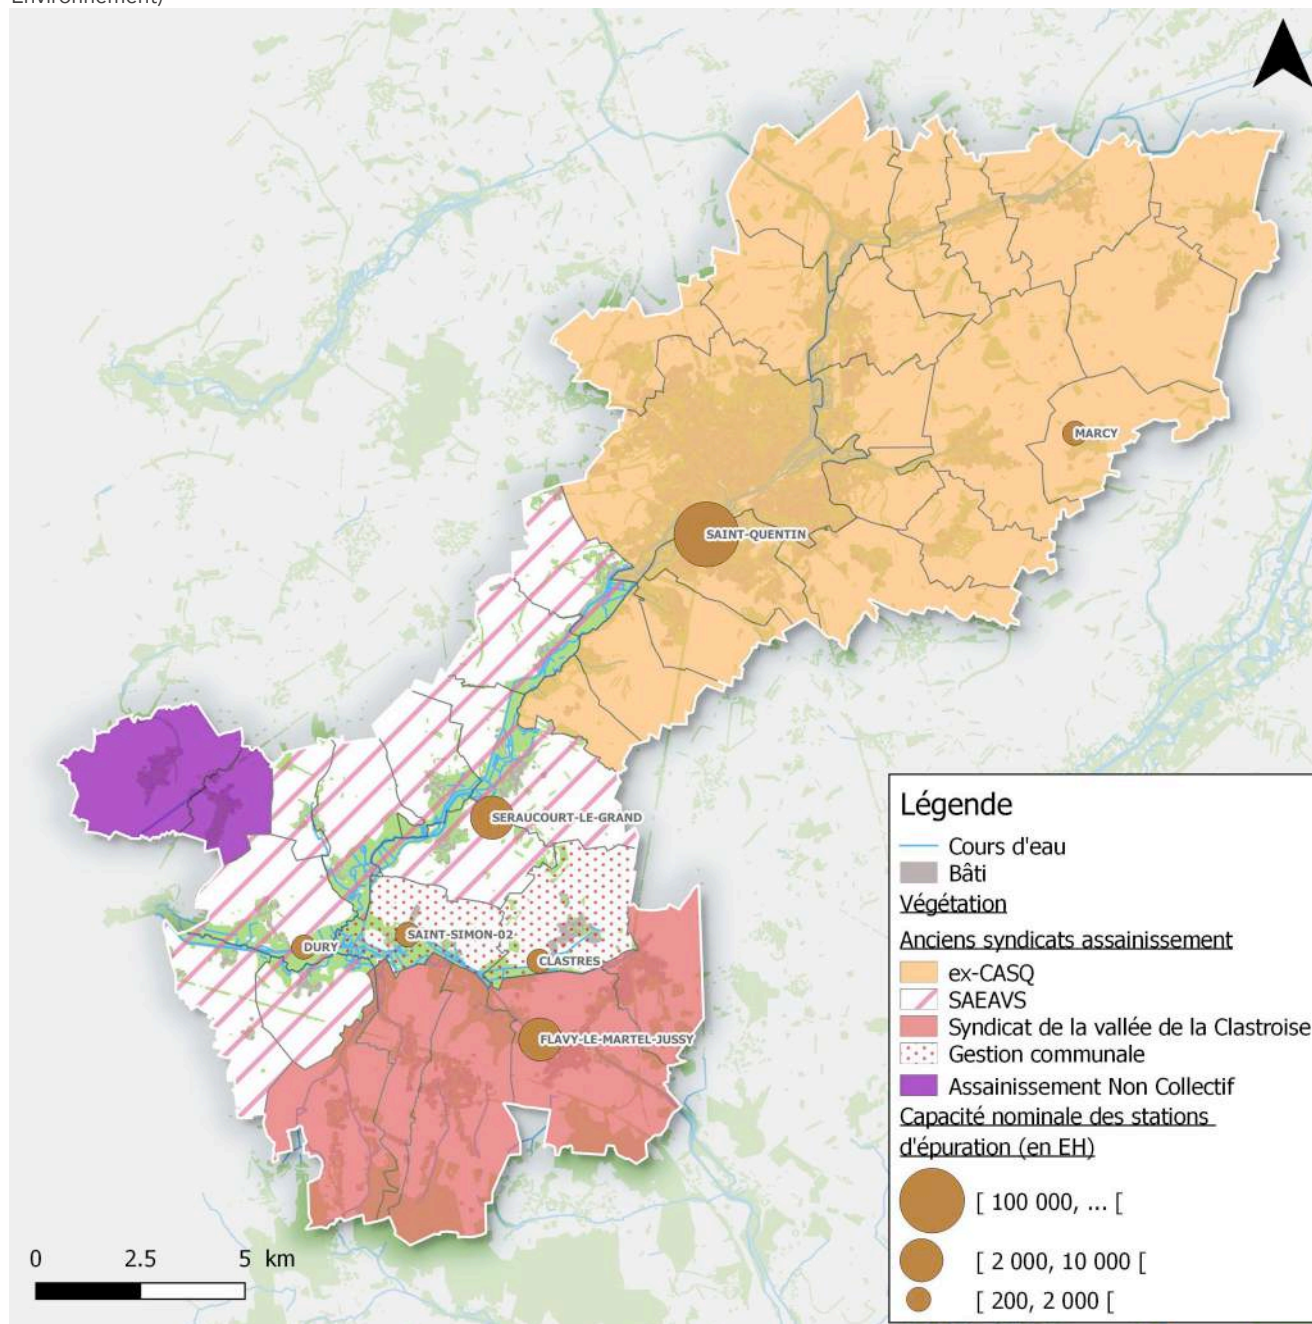 Environnement)
MARCY
SAINT-QUENTIN
SERAUCOURT-LE-GRAND
SAINT-SIMON-02
DURY
CLASTRES
FLAVY-LE-MARTEL-JUSSY
Légende
Cours d'eau
Bâti
Végétation
Anciens syndicats assainissement
ex-CASQ
SAEAVS
Syndicat de la vallée de la Clastroise
Gestion communale
Assainissement Non Collectif
Capacité nominale des stations
d'épuration (en EH)
[ 100 000, ... [
[ 2 000, 10 000 [
[ 200, 2 000 [
0 2.5 5 km